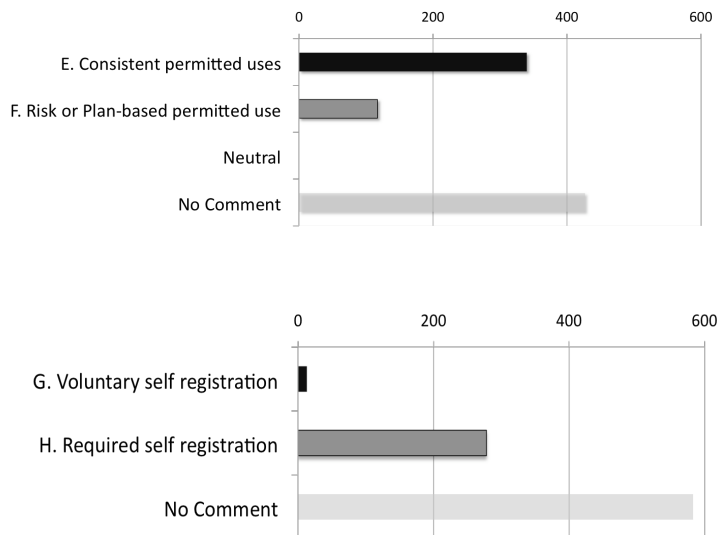 0 200 400 600
E. Consistent permitted uses
F. Risk or Plan-based permitted use
Neutral
No Comment
0 200 400 600
G. Voluntary self registration
H. Required self registration
No Comment